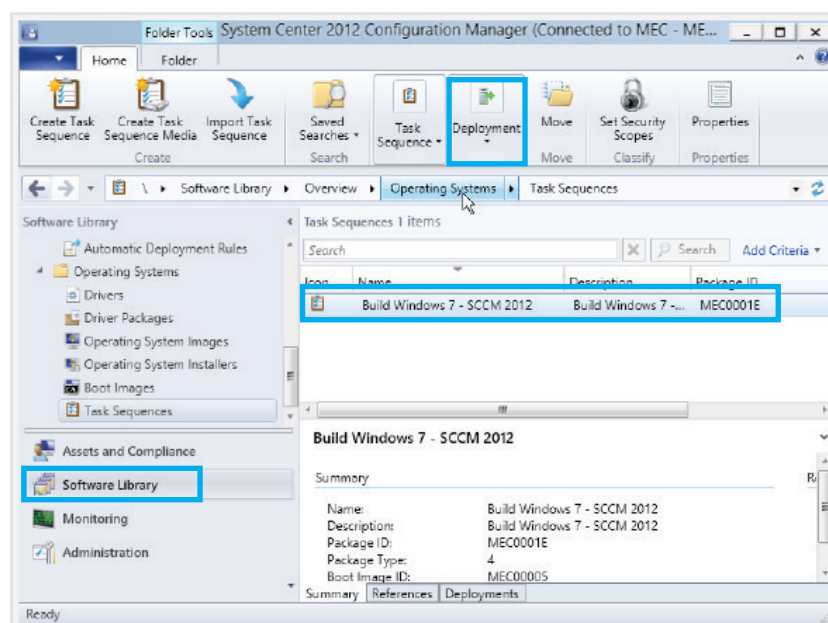 Folder Tools System Center 2012 Configuration Manager (Connected to MEC - ME...
Home Folder
Create Task Sequence
Create Task Sequence Media
Import Task Sequence
Saved Searches
Task Sequence
Deployment
Move
Set Security Scopes
Properties
Create Search Move Classify Properties
\ Software Library Overview Operating Systems Task Sequences
Software Library
Automatic Deployment Rules
Operating Systems
Drivers
Driver Packages
Operating System Images
Operating System Installers
Boot Images
Task Sequences
Assets and Compliance
Software Library
Monitoring
Administration
Task Sequences 1 items
Search Search Add Criteria
Icon Name Description Package ID
Build Windows 7 - SCCM 2012 Build Windows 7 -... MEC0001E
Build Windows 7 - SCCM 2012
Summary
Name: Build Windows 7 - SCCM 2012
Description: Build Windows 7 - SCCM 2012
Package ID: MEC0001E
Package Type: 4
Boot Image ID: MEC00005
Summary References Deployments
Ready